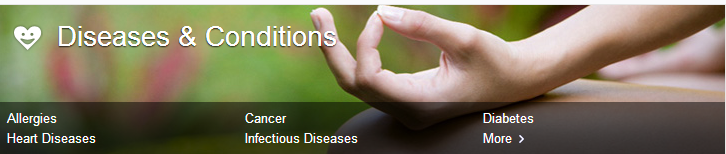 Diseases & Conditions
Allergies Cancer Diabetes
Heart Diseases Infectious Diseases More >